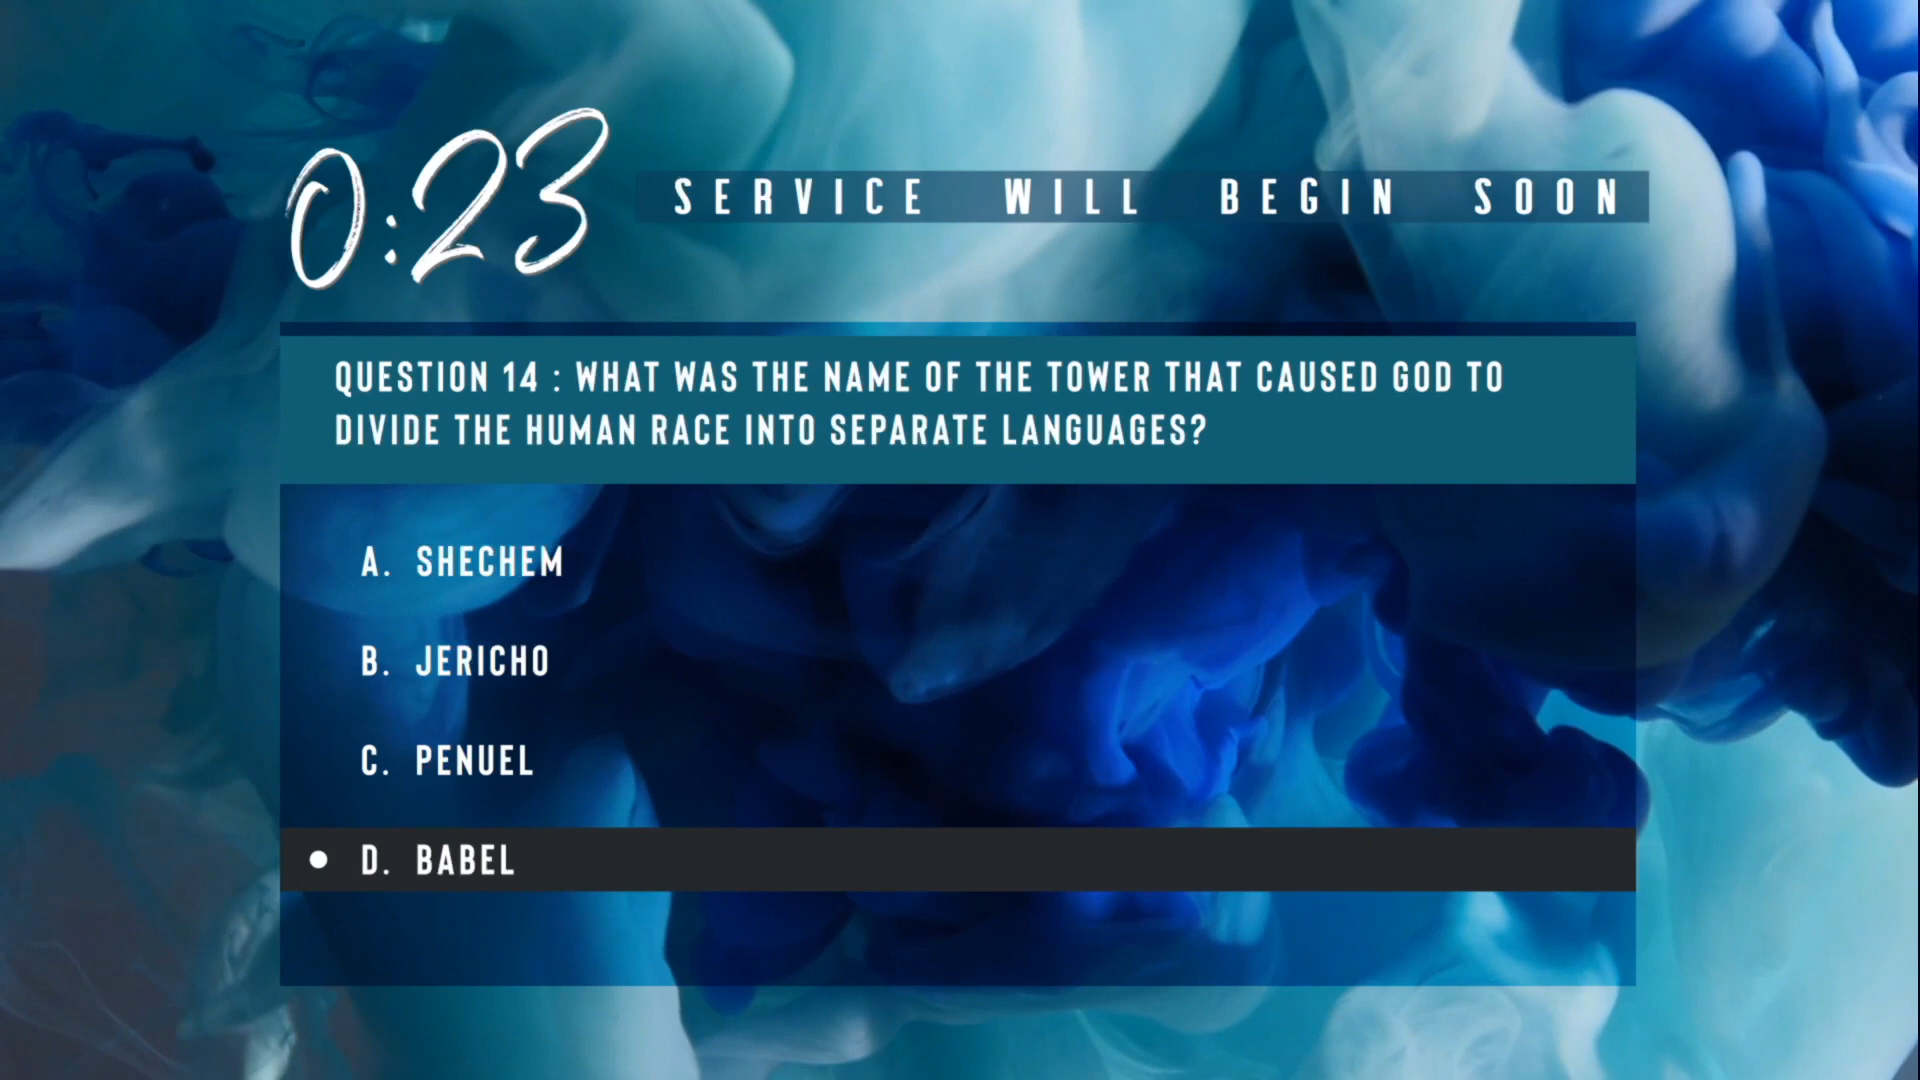 0:23 SERVICE WILL BEGIN SOON
QUESTION 14 : WHAT WAS THE NAME OF THE TOWER THAT CAUSED GOD TO
DIVIDE THE HUMAN RACE INTO SEPARATE LANGUAGES?
A. SHECHEM
B. JERICHO
C. PENUEL
D. BABEL